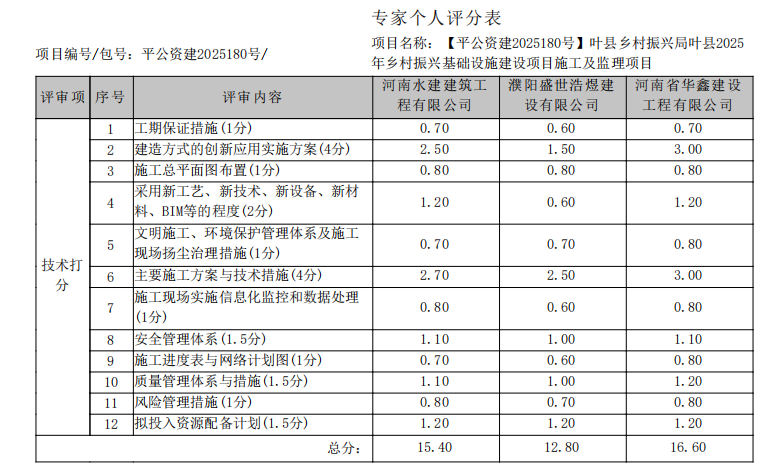 专家个人评分表
项目编号/包号: 平公资建2025180号/
项目名称: 【平公资建2025180号】叶县乡村振兴局叶县2025
年乡村振兴基础设施建设项目施工及监理项目
评审项 序号 评审内容 河南水建建筑工程有限公司 濮阳盛世浩煜建设有限公司 河南省华鑫建设工程有限公司
技术打分
1 工期保证措施(1分) 0.70 0.60 0.70
2 建造方式的创新应用实施方案(4分) 2.50 1.50 3.00
3 施工总平面图布置(1分) 0.80 0.80 0.80
4 采用新工艺、新技术、新设备、新材料、BIM等的程度(2分) 1.20 0.60 1.20
5 文明施工、环境保护管理体系及施工现场扬尘治理措施(1分) 0.70 0.70 0.80
6 主要施工方案与技术措施(4分) 2.70 2.50 3.00
7 施工现场实施信息化监控和数据处理(1分) 0.80 0.60 0.80
8 安全管理体系(1.5分) 1.10 1.00 1.10
9 施工进度表与网络计划图(1分) 0.70 0.60 0.80
10 质量管理体系与措施(1.5分) 1.10 1.00 1.20
11 风险管理措施(1分) 0.80 0.70 0.80
12 拟投入资源配备计划(1.5分) 1.20 1.20 1.20
总分: 15.40 12.80 16.60